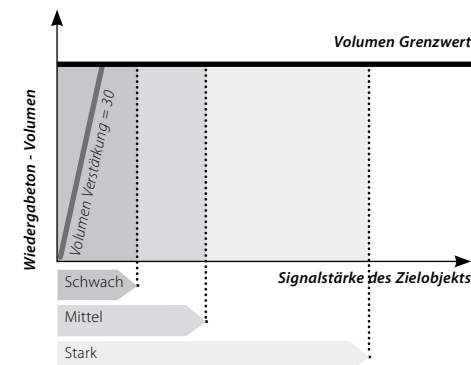 Volumen Grenzwert
Wiedergabeton - Volumen
Volumen Verstärkung = 30
Signalstärke des Zielobjekts
Schwach
Mittel
Stark